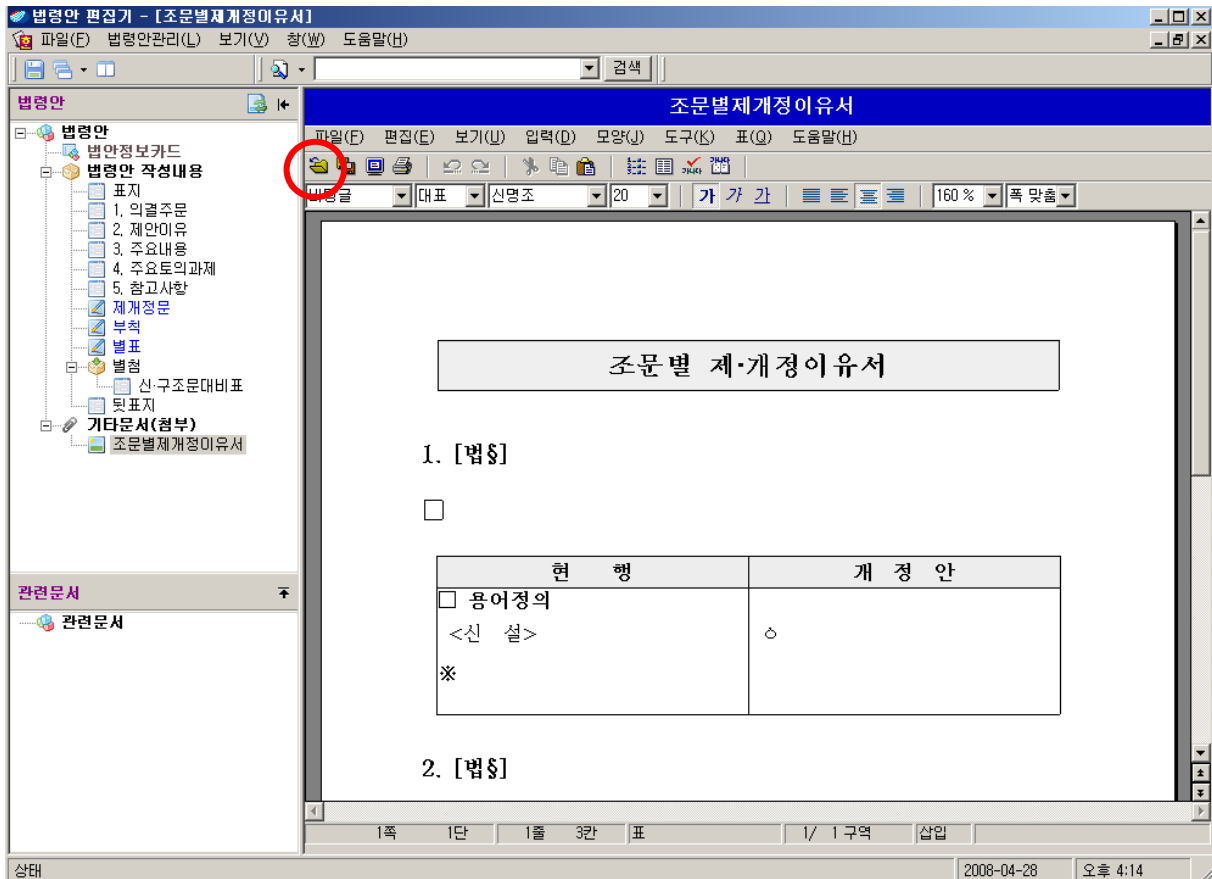 법령안 편집기 - [조문별제개정이유서]
파일(F) 법령안관리(L) 보기(V) 창(W) 도움말(H)
검색
법령안
조문별제개정이유서
법령안
법안정보카드
법령안 작성내용
표지
1. 의결주문
2. 제안이유
3. 주요내용
4. 주요토의과제
5. 참고사항
제개정문
부칙
별표
별첨
신·구조문대비표
뒷표지
기타문서(첨부)
조문별제개정이유서
관련문서
관련문서
파일(F) 편집(E) 보기(U) 입력(D) 모양(J) 도구(K) 표(Q) 도움말(H)
바탕글 대표 신명조 20 가 가 가 160 % 폭 맞춤
조문별 제·개정이유서
1. [법§]
□
현 행 개 정 안
□ 용어정의
<신 설> ㅇ
※
2. [법§]
1쪽 1단 1줄 3칸 표 1/ 1 구역 삽입
상태 2008-04-28 오후 4:14